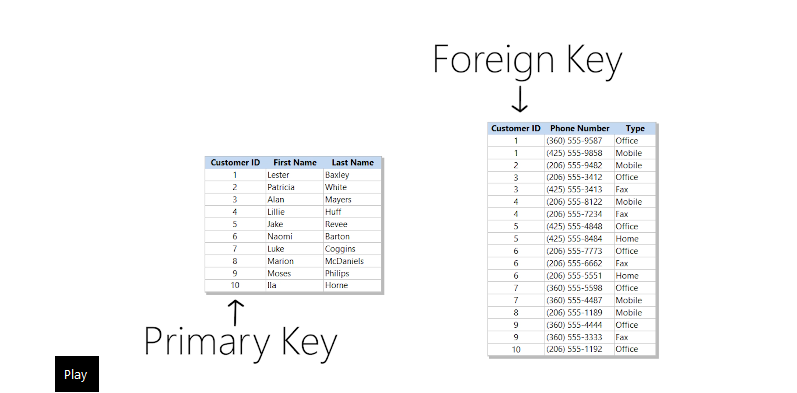 Foreign Key
Customer ID Phone Number Type
1 (360) 555-9587 Office
1 (425) 555-9858 Mobile
2 (206) 555-9482 Mobile
3 (206) 555-3412 Office
3 (425) 555-3413 Fax
4 (206) 555-8122 Mobile
4 (206) 555-7234 Fax
5 (425) 555-4848 Office
5 (425) 555-8484 Home
6 (206) 555-7773 Office
6 (206) 555-6662 Fax
6 (206) 555-5551 Home
7 (360) 555-5598 Office
7 (360) 555-4487 Mobile
8 (206) 555-1189 Mobile
9 (360) 555-4444 Office
9 (360) 555-3333 Fax
10 (206) 555-1192 Office
Customer ID First Name Last Name
1 Lester Baxley
2 Patricia White
3 Alan Mayers
4 Lillie Huff
5 Jake Revee
6 Naomi Barton
7 Luke Coggins
8 Marion McDaniels
9 Moses Philips
10 Ila Horne
Primary Key
Play